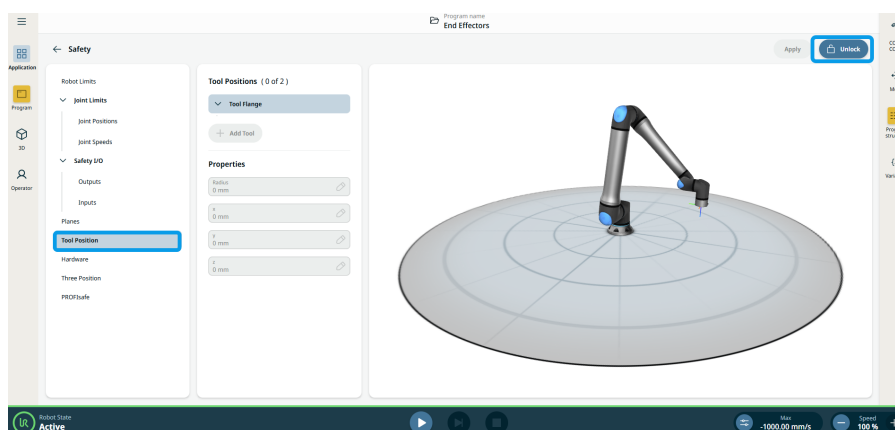 Program name
End Effectors
Safety
Apply
Unlock
Application
Program
3D
Operator
Robot Limits
Joint Limits
Joint Positions
Joint Speeds
Safety I/O
Outputs
Inputs
Planes
Tool Position
Hardware
Three Position
PROFIsafe
Tool Positions ( 0 of 2 )
Tool Flange
Add Tool
Properties
Radius
0 mm
0 mm
0 mm
0 mm
Robot State
Active
Max
-1000.00 mm/s
Speed
100 %